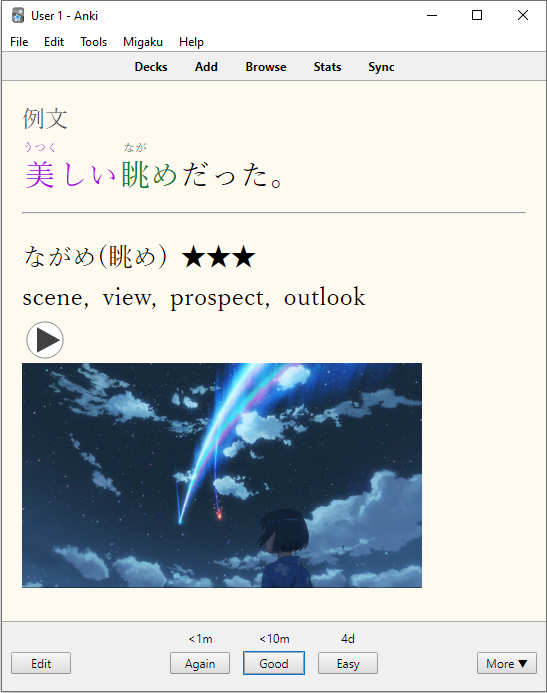 User 1 - Anki
File Edit Tools Migaku Help
Decks Add Browse Stats Sync
例文
うつく なが
美しい眺めだった。
ながめ(眺め) ★★★
scene, view, prospect, outlook
<1m <10m 4d
Edit Again Good Easy More ▼